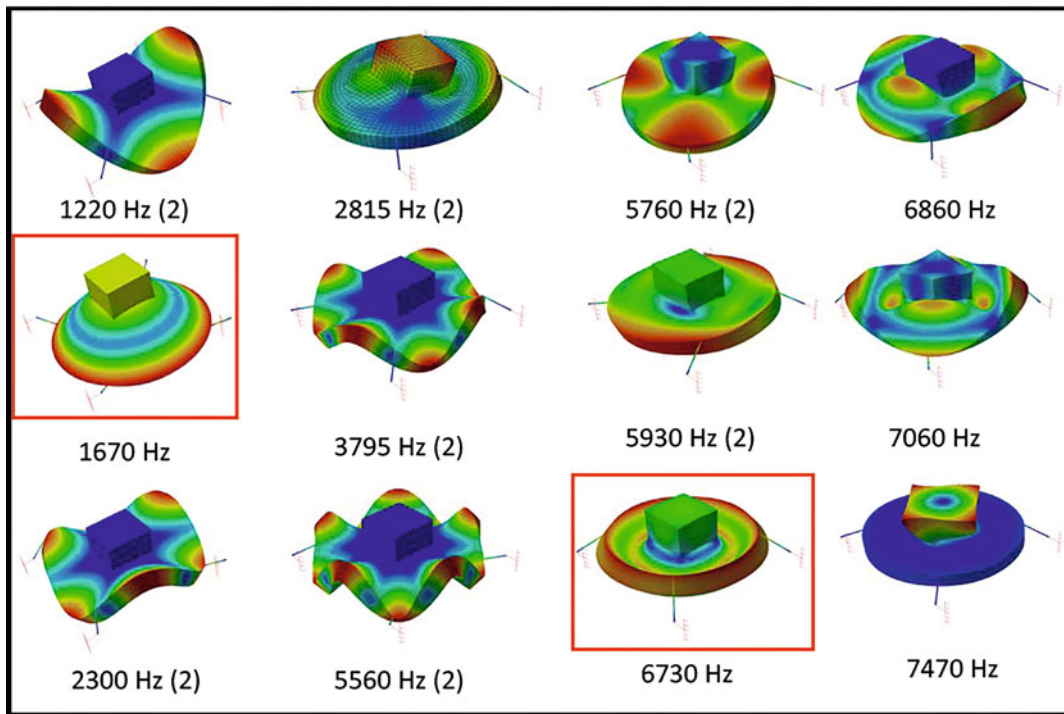 1220 Hz (2)
2815 Hz (2)
5760 Hz (2)
6860 Hz
1670 Hz
3795 Hz (2)
5930 Hz (2)
7060 Hz
2300 Hz (2)
5560 Hz (2)
6730 Hz
7470 Hz